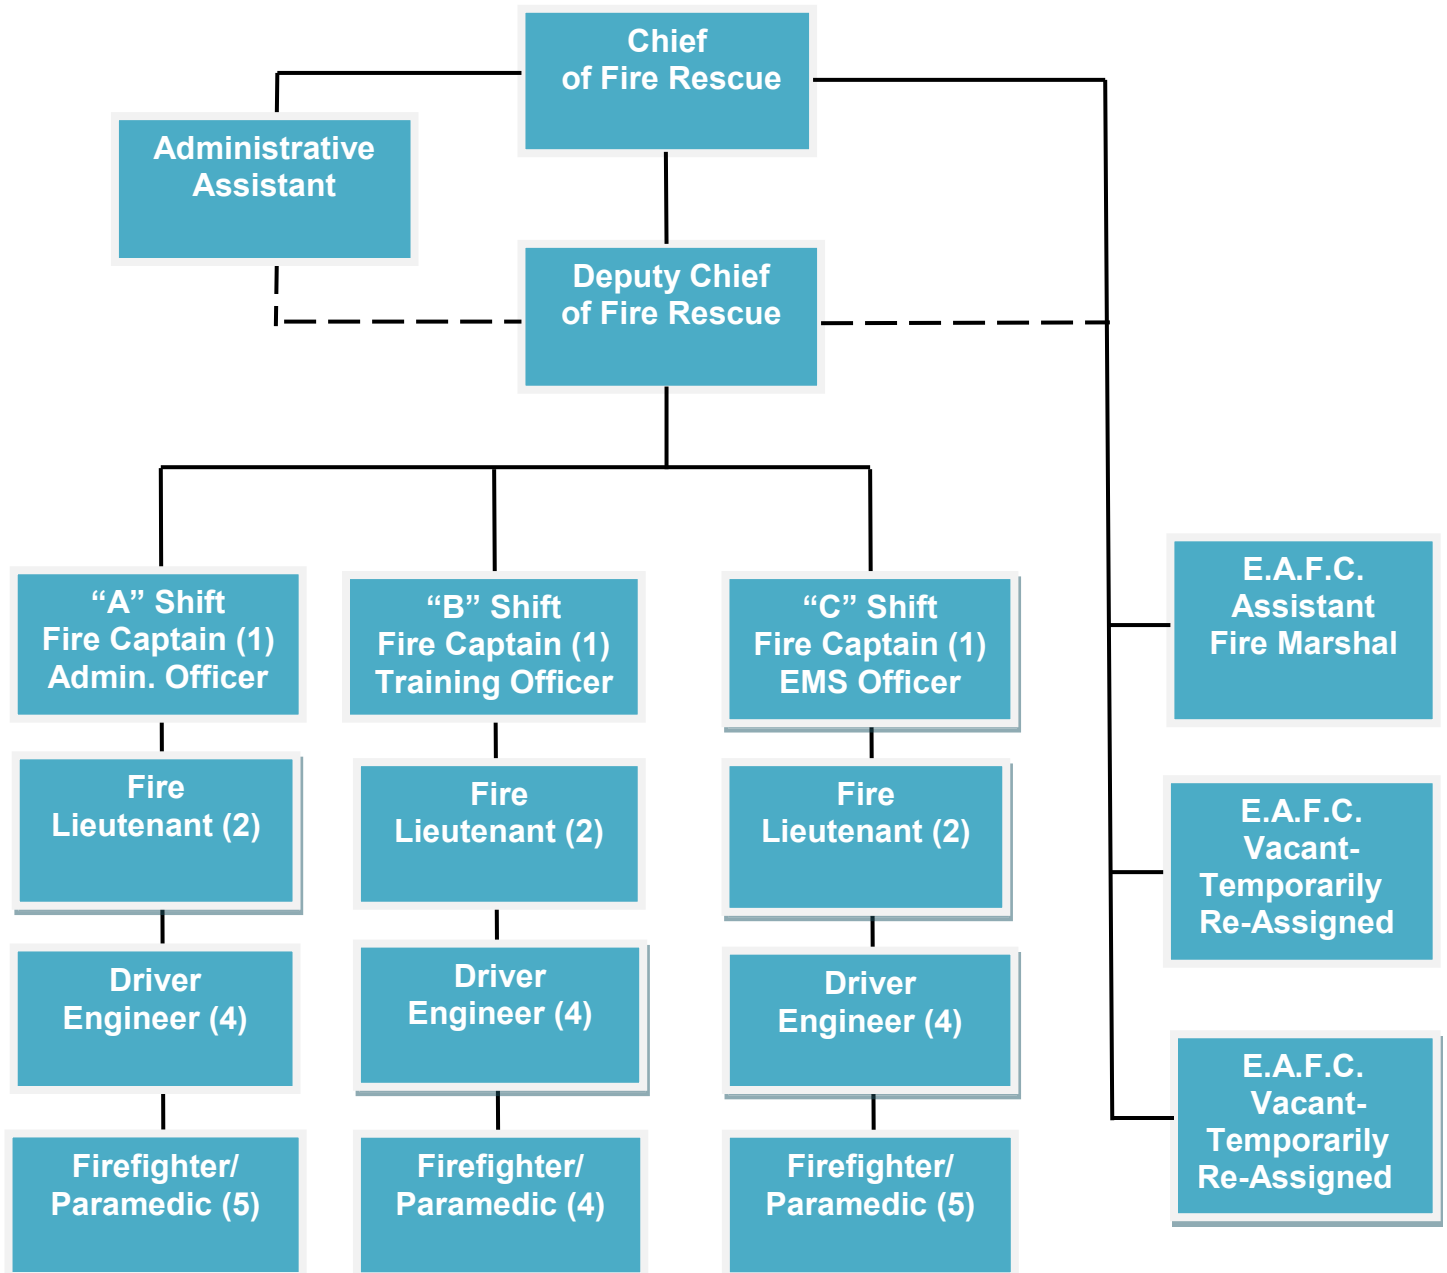 Chief
of Fire Rescue
Administrative
Assistant
Deputy Chief
of Fire Rescue
“A” Shift
Fire Captain (1)
Admin. Officer
“B” Shift
Fire Captain (1)
Training Officer
“C” Shift
Fire Captain (1)
EMS Officer
E.A.F.C.
Assistant
Fire Marshal
Fire
Lieutenant (2)
Fire
Lieutenant (2)
Fire
Lieutenant (2)
E.A.F.C.
Vacant-
Temporarily
Re-Assigned
Driver
Engineer (4)
Driver
Engineer (4)
Driver
Engineer (4)
E.A.F.C.
Vacant-
Temporarily
Re-Assigned
Firefighter/
Paramedic (5)
Firefighter/
Paramedic (4)
Firefighter/
Paramedic (5)